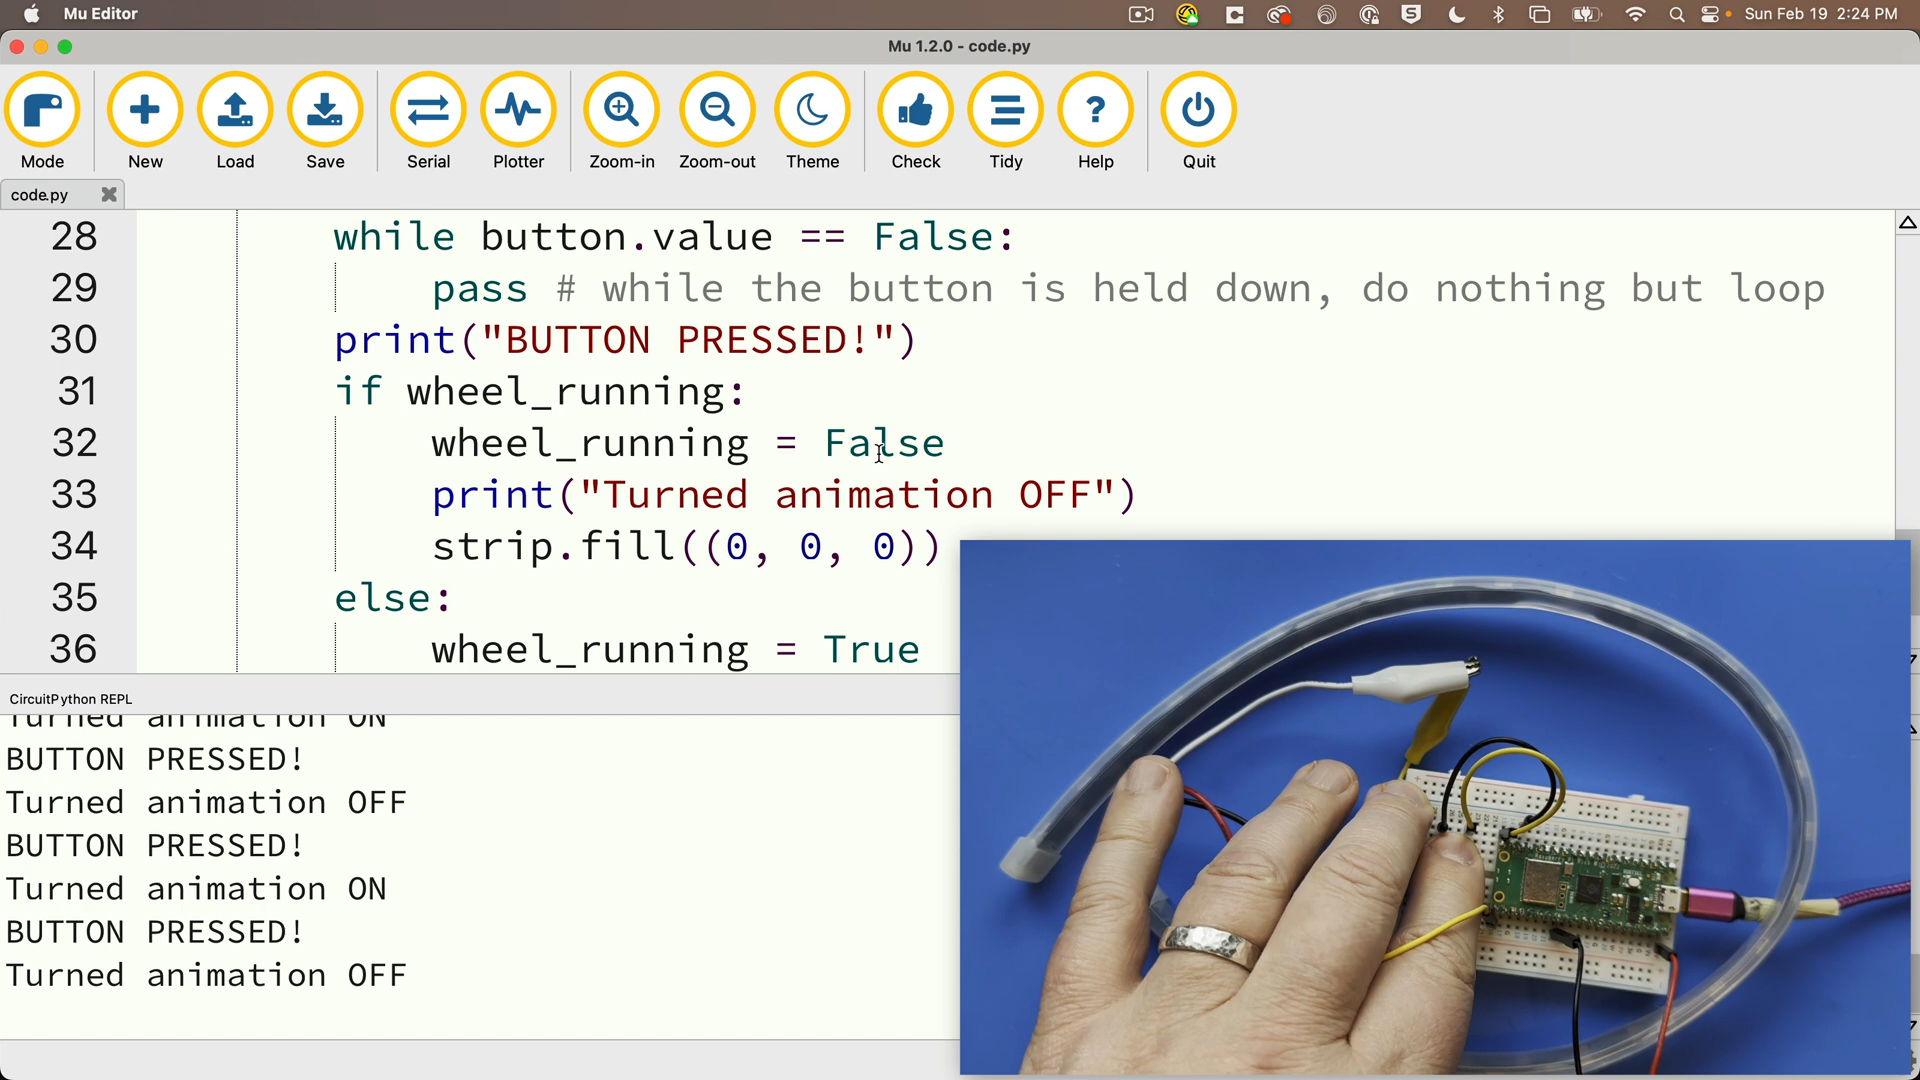 Mu Editor
Sun Feb 19 2:24 PM
Mu 1.2.0 - code.py
Mode New Load Save Serial Plotter Zoom-in Zoom-out Theme Check Tidy Help Quit
code.py
28 while button.value == False:
29 pass # while the button is held down, do nothing but loop
30 print("BUTTON PRESSED!")
31 if wheel_running:
32 wheel_running = False
33 print("Turned animation OFF")
34 strip.fill((0, 0, 0))
35 else:
36 wheel_running = True
CircuitPython REPL
Turned animation ON
BUTTON PRESSED!
Turned animation OFF
BUTTON PRESSED!
Turned animation ON
BUTTON PRESSED!
Turned animation OFF